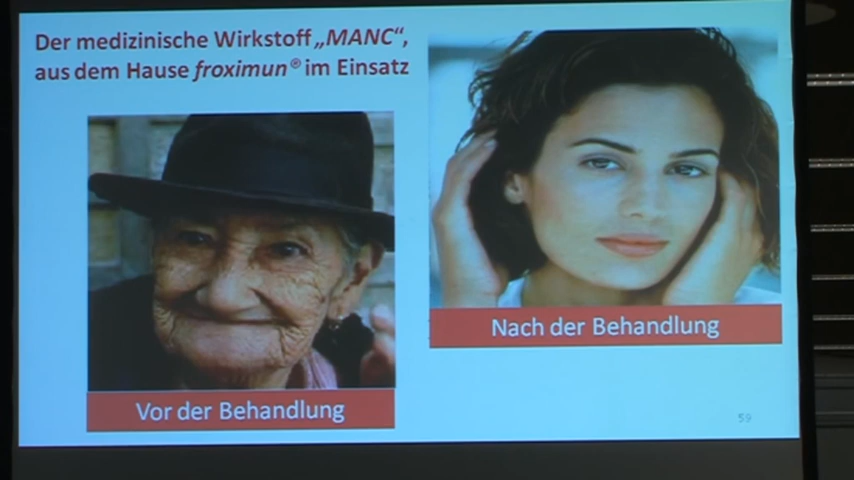 Der medizinische Wirkstoff „MANC“,
aus dem Hause froximun® im Einsatz
Vor der Behandlung
Nach der Behandlung
59